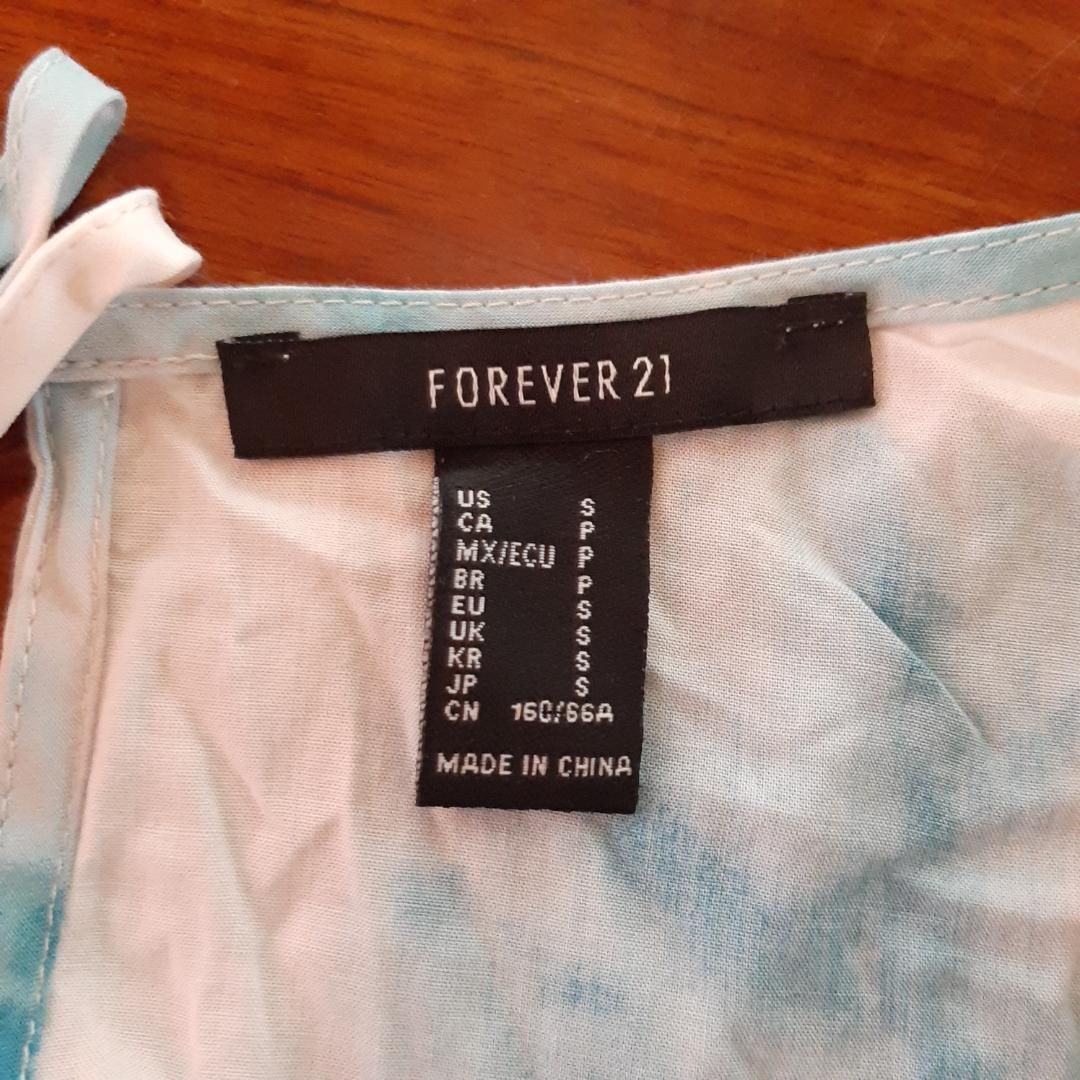 FOREVER 21
US S
CA P
MX/ECU P
BR P
EU S
UK S
KR S
JP S
CN 160/66A
MADE IN CHINA